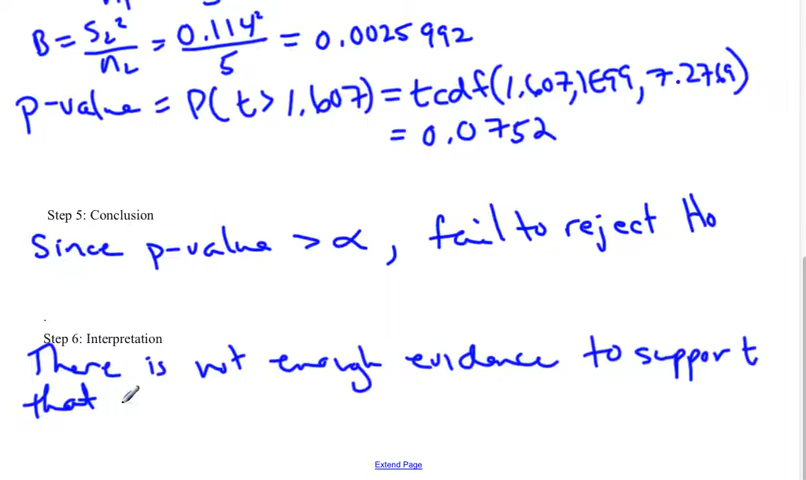 B = S₂²/n₂ = 0.114²/5 = 0.0025992
p-value = P(t > 1.607) = tcdf(1.607, 1E99, 7.2769)
= 0.0752
Step 5: Conclusion
Since p-value > α, fail to reject H₀
.
Step 6: Interpretation
There is not enough evidence to support
that
Extend Page